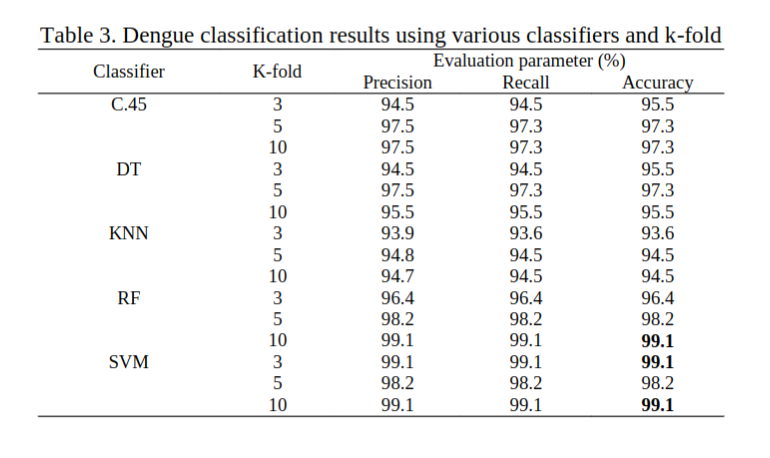 Table 3. Dengue classification results using various classifiers and k-fold
Classifier K-fold Evaluation parameter (%)
Precision Recall Accuracy
C.45 3 94.5 94.5 95.5
5 97.5 97.3 97.3
10 97.5 97.3 97.3
DT 3 94.5 94.5 95.5
5 97.5 97.3 97.3
10 95.5 95.5 95.5
KNN 3 93.9 93.6 93.6
5 94.8 94.5 94.5
10 94.7 94.5 94.5
RF 3 96.4 96.4 96.4
5 98.2 98.2 98.2
10 99.1 99.1 99.1
SVM 3 99.1 99.1 99.1
5 98.2 98.2 98.2
10 99.1 99.1 99.1